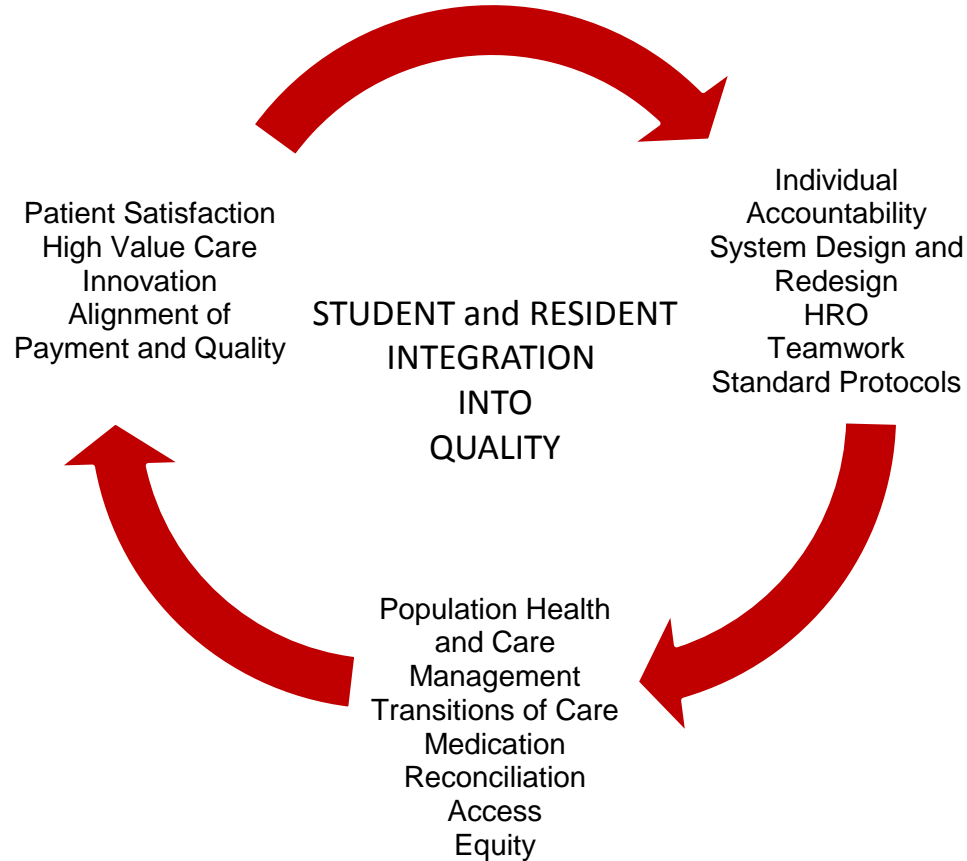 Patient Satisfaction
High Value Care
Innovation
Alignment of
Payment and Quality
STUDENT and RESIDENT
INTEGRATION
INTO
QUALITY
Individual
Accountability
System Design and
Redesign
HRO
Teamwork
Standard Protocols
Population Health
and Care
Management
Transitions of Care
Medication
Reconciliation
Access
Equity